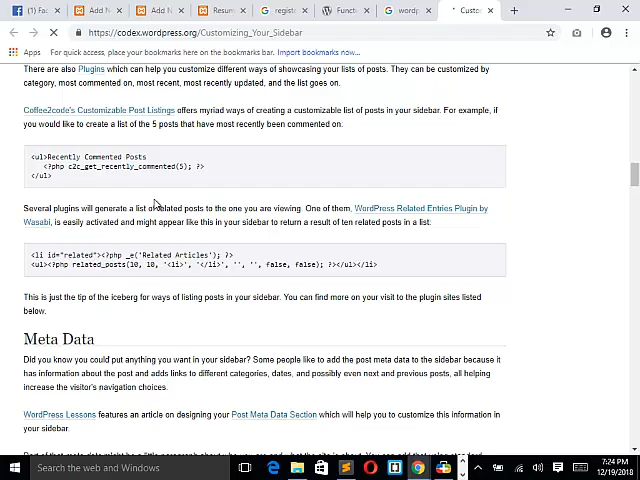 (1) Fac
Add N
Add N
Resum
regist
Functi
wordp
Custo
https://codex.wordpress.org/Customizing_Your_Sidebar
Apps
For quick access, place your bookmarks here on the bookmarks bar. Import bookmarks now...
There are also Plugins which can help you customize different ways of showcasing your lists of posts. They can be customized by
category, most commented on, most recent, most recently updated, and the list goes on.
Coffee2code's Customizable Post Listings offers myriad ways of creating a customizable list of posts in your sidebar. For example, if
you would like to create a list of the 5 posts that have most recently been commented on:
<ul>Recently Commented Posts
<?php c2c_get_recently_commented(5); ?>
</ul>
Several plugins will generate a list of related posts to the one you are viewing. One of them, WordPress Related Entries Plugin by
Wasabi, is easily activated and might appear like this in your sidebar to return a result of ten related posts in a list:
<li id="related"><?php _e('Related Articles'); ?>
<ul><?php related_posts(10, 10, '<li>', '</li>', '', '', false, false); ?></ul></li>
This is just the tip of the iceberg for ways of listing posts in your sidebar. You can find more on your visit to the plugin sites listed
below.
Meta Data
Did you know you could put anything you want in your sidebar? Some people like to add the post meta data to the sidebar because it
has information about the post and adds links to different categories, dates, and possibly even next and previous posts, all helping
increase the visitor's navigation choices.
WordPress Lessons features an article on designing your Post Meta Data Section which will help you to customize this information in
your sidebar.
Search the web and Windows
7:24 PM
12/19/2018